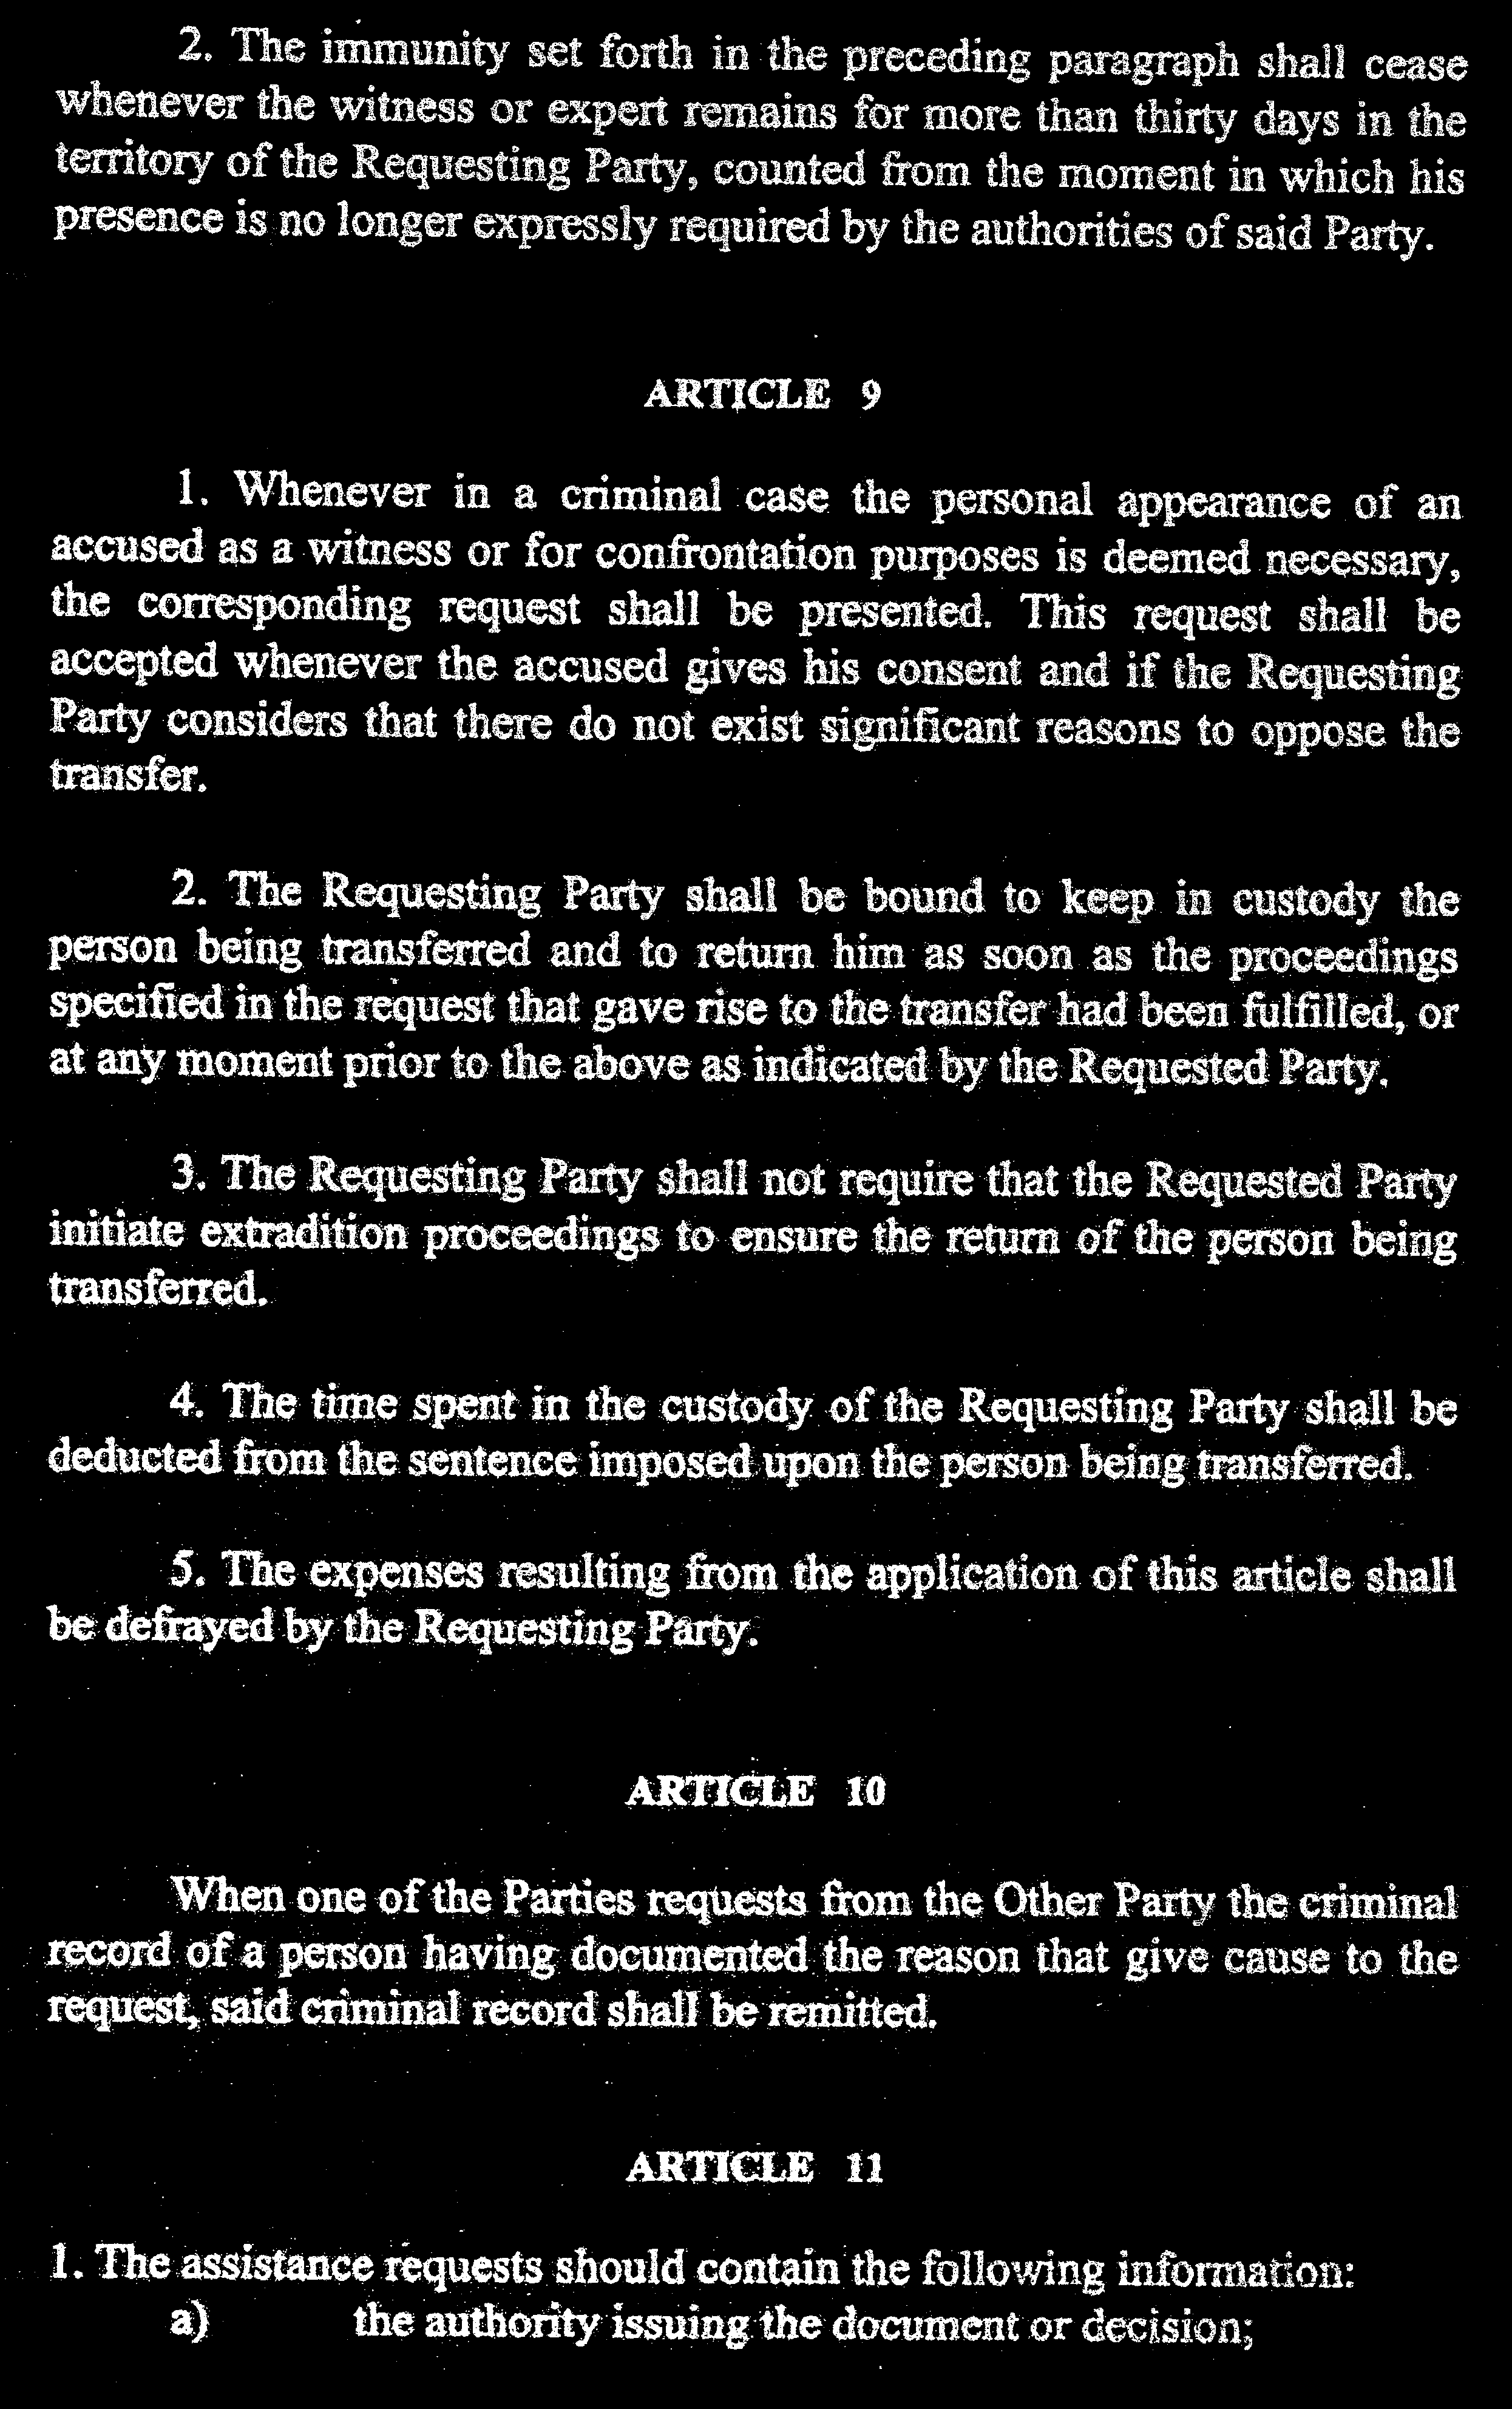 2. The immunity set forth in the preceding paragraph shall cease
whenever the witness or expert remains for more than thirty days in the
territory of the Requesting Party, counted from the moment in which his
presence is no longer expressly required by the authorities of said Party.
ARTICLE 9
1. Whenever in a criminal case the personal appearance of an
accused as a witness or for confrontation purposes is deemed necessary,
the corresponding request shall be presented. This request shall be
accepted whenever the accused gives his consent and if the Requesting
Party considers that there do not exist significant reasons to oppose the
transfer.
2. The Requesting Party shall be bound to keep in custody the
person being transferred and to return him as soon as the proceedings
specified in the request that gave rise to the transfer had been fulfilled, or
at any moment prior to the above as indicated by the Requested Party.
3. The Requesting Party shall not require that the Requested Party
initiate extradition proceedings to ensure the return of the person being
transferred.
4. The time spent in the custody of the Requesting Party shall be
deducted from the sentence imposed upon the person being transferred.
5. The expenses resulting from the application of this article shall
be defrayed by the Requesting Party.
ARTICLE 10
When one of the Parties requests from the Other Party the criminal
record of a person having documented the reason that give cause to the
request, said criminal record shall be remitted.
ARTICLE 11
1. The assistance requests should contain the following information:
a) the authority issuing the document or decision;